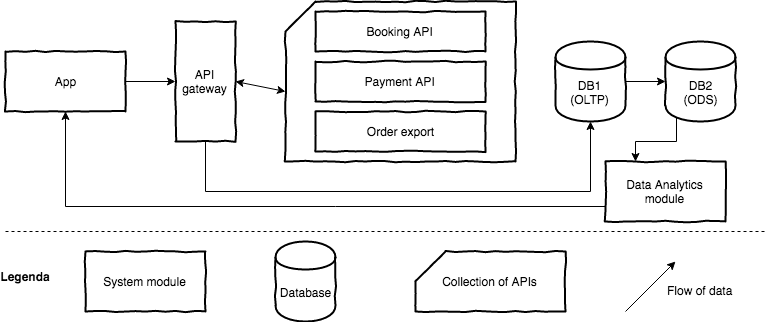 Booking API
App
API
gateway
Payment API
Order export
DB1
(OLTP)
DB2
(ODS)
Data Analytics
module
Legenda
System module
Database
Collection of APIs
Flow of data